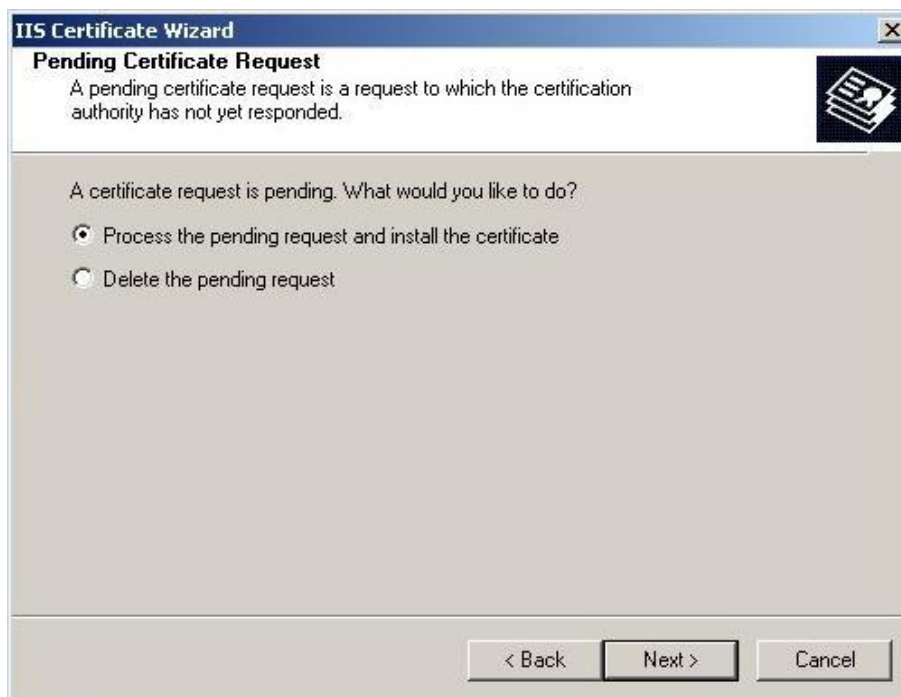 IIS Certificate Wizard
Pending Certificate Request
A pending certificate request is a request to which the certification
authority has not yet responded.
A certificate request is pending. What would you like to do?
Process the pending request and install the certificate
Delete the pending request
< Back Next > Cancel